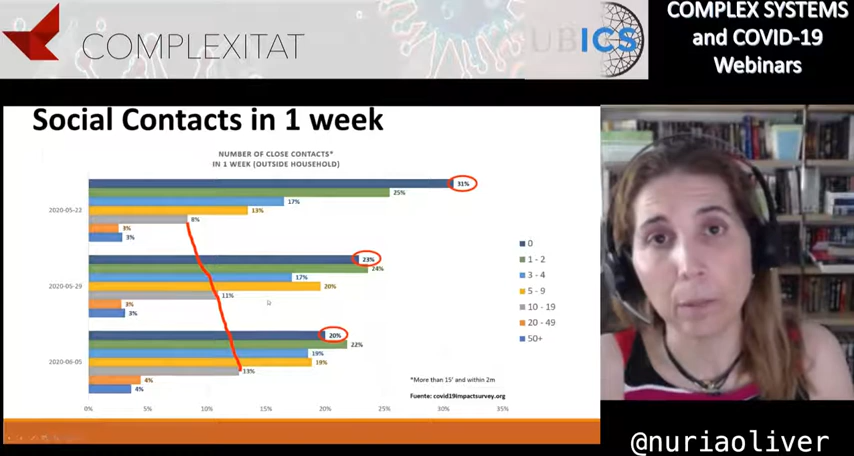 COMPLEXITAT
UBICS
COMPLEX SYSTEMS
and COVID-19
Webinars
Social Contacts in 1 week
NUMBER OF CLOSE CONTACTS*
IN 1 WEEK (OUTSIDE HOUSEHOLD)
2020-05-22
31%
25%
17%
13%
8%
3%
3%
2020-05-29
23%
24%
17%
20%
11%
3%
3%
2020-06-05
20%
22%
19%
19%
13%
4%
4%
0
1 - 2
3 - 4
5 - 9
10 - 19
20 - 49
50+
*More than 15' and within 2m
Fuente: covid19impactsurvey.org
0% 5% 10% 15% 20% 25% 30% 35%
@nuriaoliver